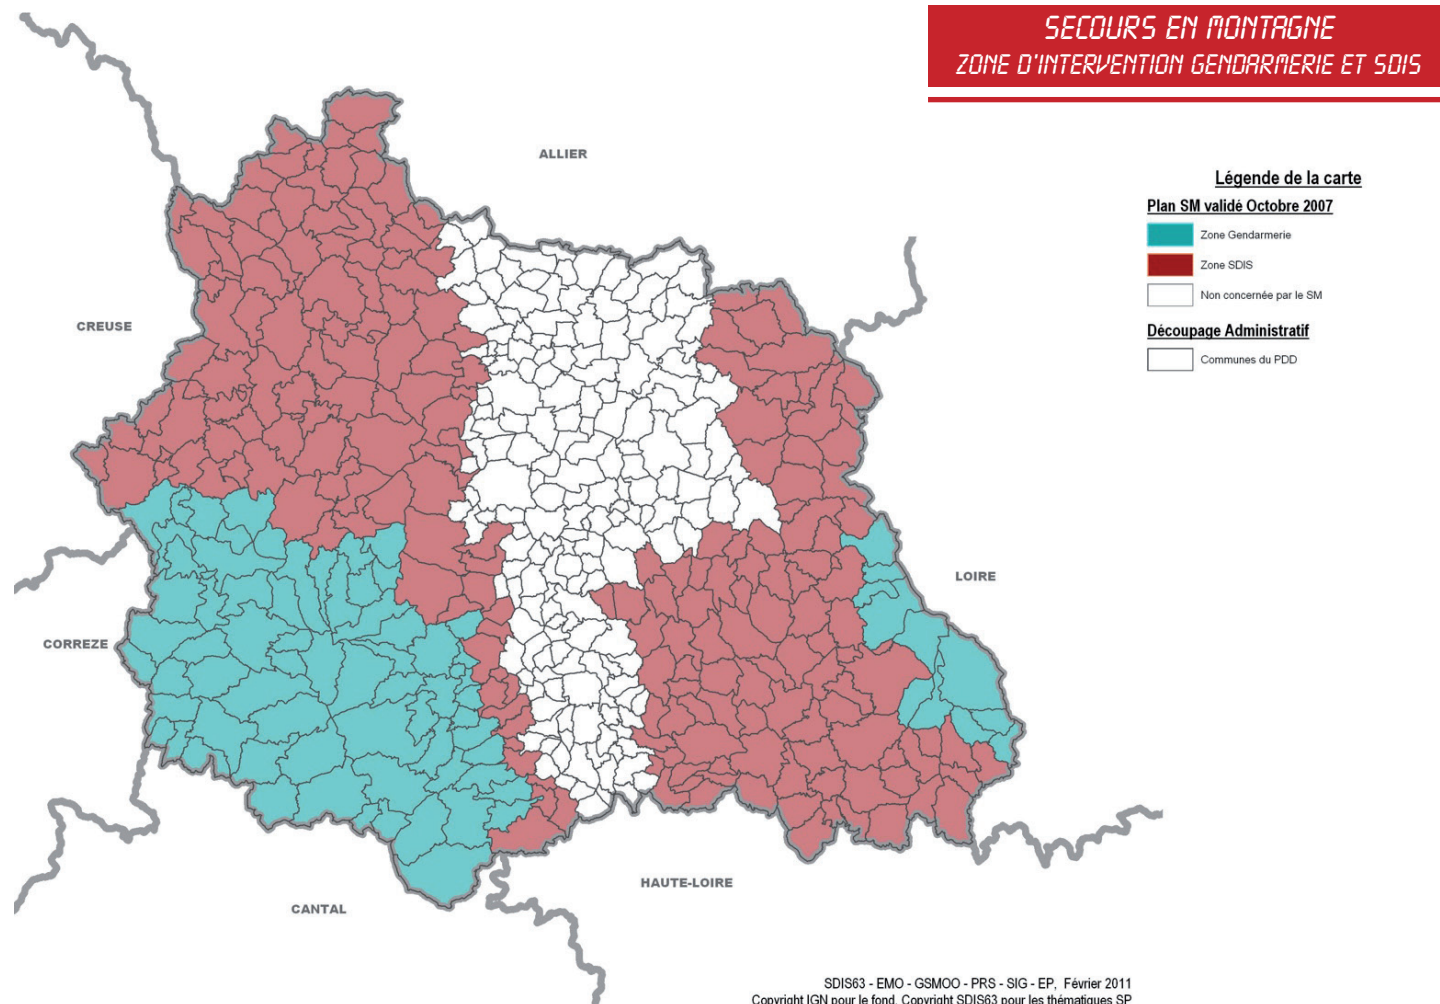 SECOURS EN MONTAGNE
ZONE D'INTERVENTION GENDARMERIE ET SDIS
ALLIER
Légende de la carte
Plan SM validé Octobre 2007
Zone Gendarmerie
Zone SDIS
Non concernée par le SM
CREUSE
Découpage Administratif
Communes du PDD
LOIRE
CORREZE
HAUTE-LOIRE
CANTAL
SDIS63 - EMO - GSMOO - PRS - SIG - EP, Février 2011
Copyright IGN pour le fond, Copyright SDIS63 pour les thématiques SP